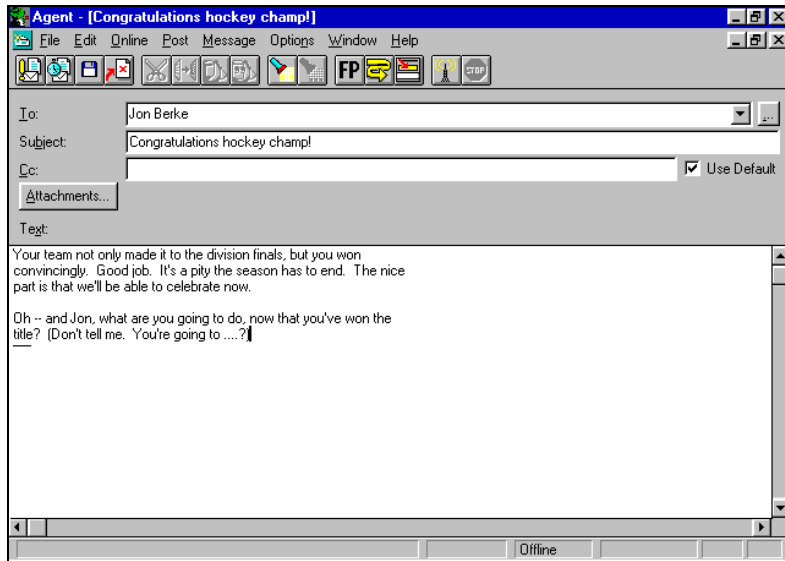 Agent - [Congratulations hockey champ!]
File Edit Online Post Message Options Window Help
FP STOP
To: Jon Berke ...
Subject: Congratulations hockey champ!
Cc: Use Default
Attachments...
Text:
Your team not only made it to the division finals, but you won
convincingly. Good job. It's a pity the season has to end. The nice
part is that we'll be able to celebrate now.
Oh -- and Jon, what are you going to do, now that you've won the
title? (Don't tell me. You're going to ....?)
Offline